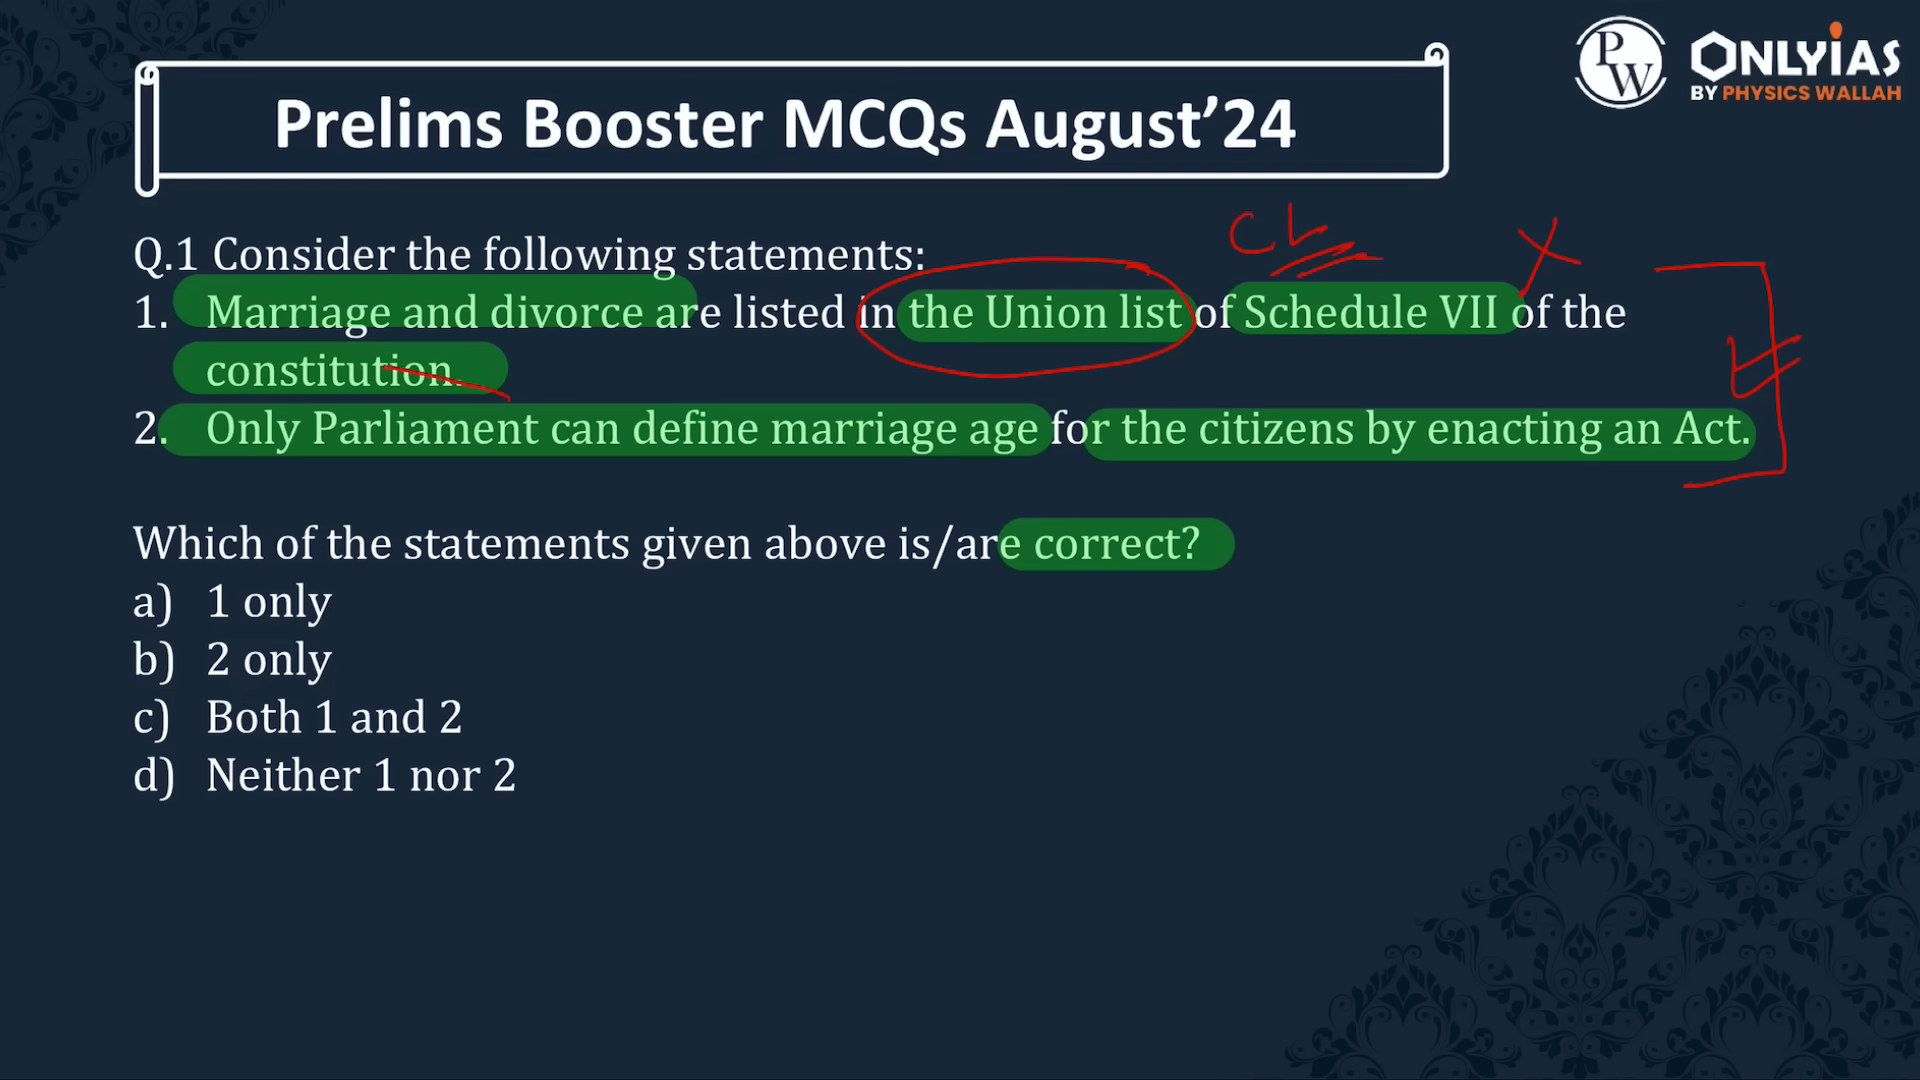 PW
ONLYIAS
BY PHYSICS WALLAH
Prelims Booster MCQs August’24
CL
Q.1 Consider the following statements:
1. Marriage and divorce are listed in the Union list of Schedule VII of the
constitution.
2. Only Parliament can define marriage age for the citizens by enacting an Act.
Which of the statements given above is/are correct?
a) 1 only
b) 2 only
c) Both 1 and 2
d) Neither 1 nor 2